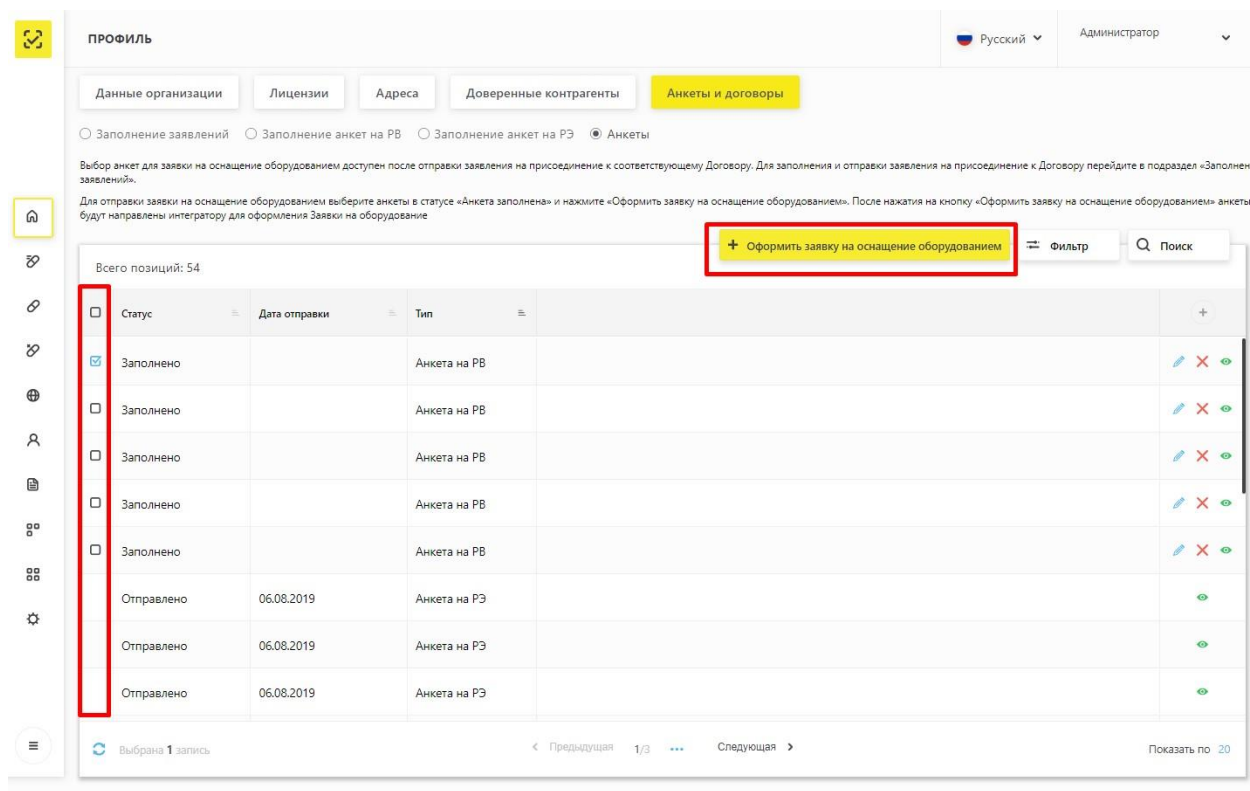 ПРОФИЛЬ
Русский
Администратор
Данные организации
Лицензии
Адреса
Доверенные контрагенты
Анкеты и договоры
Заполнение заявлений
Заполнение анкет на РВ
Заполнение анкет на РЭ
Анкеты
Выбор анкет для заявки на оснащение оборудованием доступен после отправки заявления на присоединение к соответствующему Договору. Для заполнения и отправки заявления на присоединение к Договору перейдите в подраздел «Заполнен
заявлений».
Для отправки заявки на оснащение оборудованием выберите анкеты в статусе «Анкета заполнена» и нажмите «Оформить заявку на оснащение оборудованием». После нажатия на кнопку «Оформить заявку на оснащение оборудованием» анкеты
будут направлены интегратору для оформления Заявки на оборудование
+ Оформить заявку на оснащение оборудованием
Фильтр
Поиск
Всего позиций: 54
Статус Дата отправки Тип
Заполнено Анкета на РВ
Заполнено Анкета на РВ
Заполнено Анкета на РВ
Заполнено Анкета на РВ
Заполнено Анкета на РВ
Отправлено 06.08.2019 Анкета на РЭ
Отправлено 06.08.2019 Анкета на РЭ
Отправлено 06.08.2019 Анкета на РЭ
Выбрана 1 запись
Предыдущая 1/3 ••• Следующая
Показать по 20